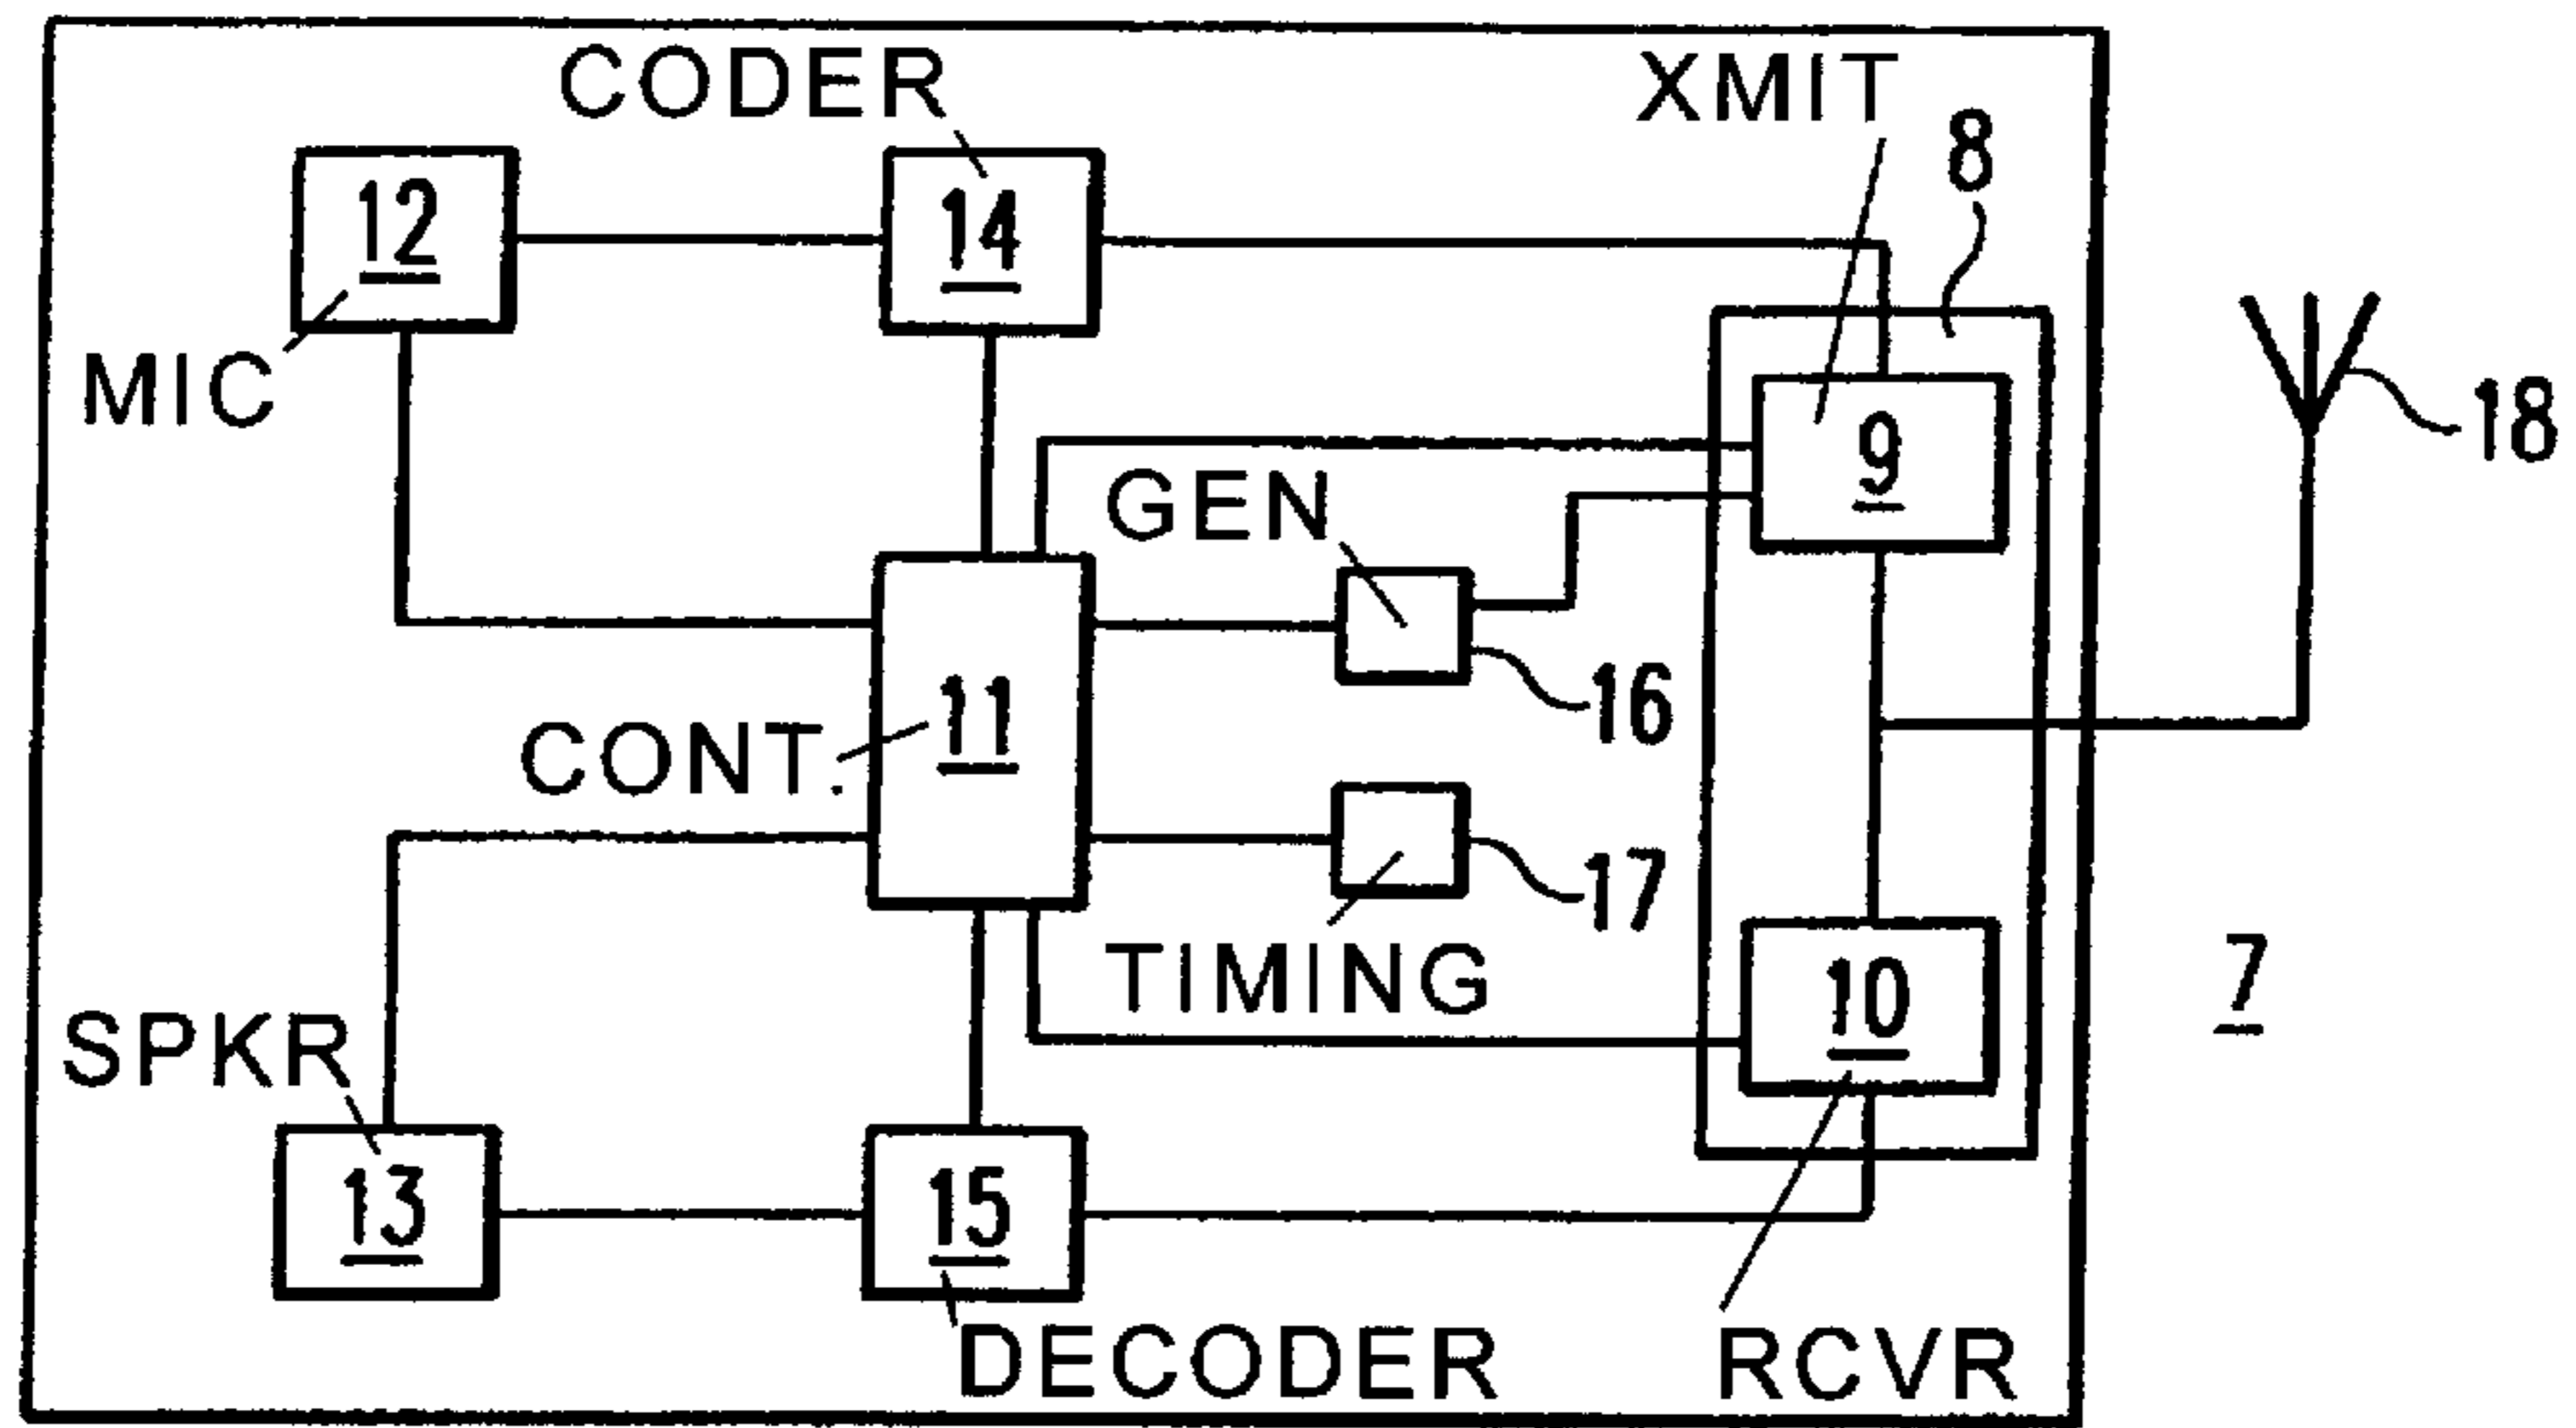 CODER
XMIT
8
12
14
MIC
9
18
GEN
16
11
CONT.
17
TIMING
10
7
SPKR
13
15
DECODER
RCVR